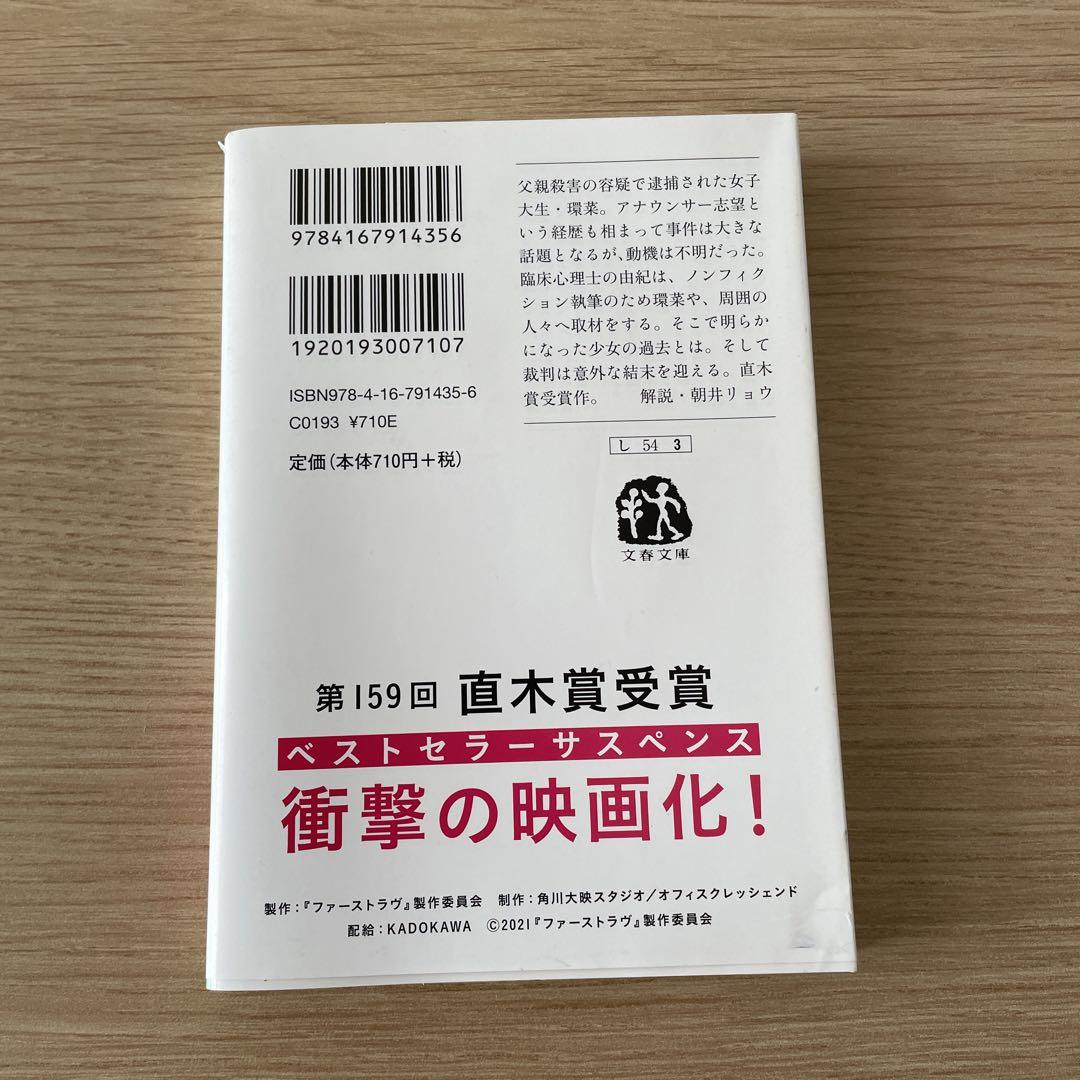 9784167914356
1920193007107
ISBN978-4-16-791435-6
C0193 ¥710E
定価(本体710円+税)
父親殺害の容疑で逮捕された女子
大生・環菜。アナウンサー志望と
いう経歴も相まって事件は大きな
話題となるが、動機は不明だった。
臨床心理士の由紀は、ノンフィク
ション執筆のため環菜や、周囲の
人々へ取材をする。そこで明らか
になった少女の過去とは。そして
裁判は意外な結末を迎える。直木
賞受賞作。 解説・朝井リョウ
し 54 3
文春文庫
第159回 直木賞受賞
ベストセラーサスペンス
衝撃の映画化!
製作:『ファーストラヴ』製作委員会 制作:角川大映スタジオ/オフィスクレッシェンド
配給:KADOKAWA ©2021『ファーストラヴ』製作委員会